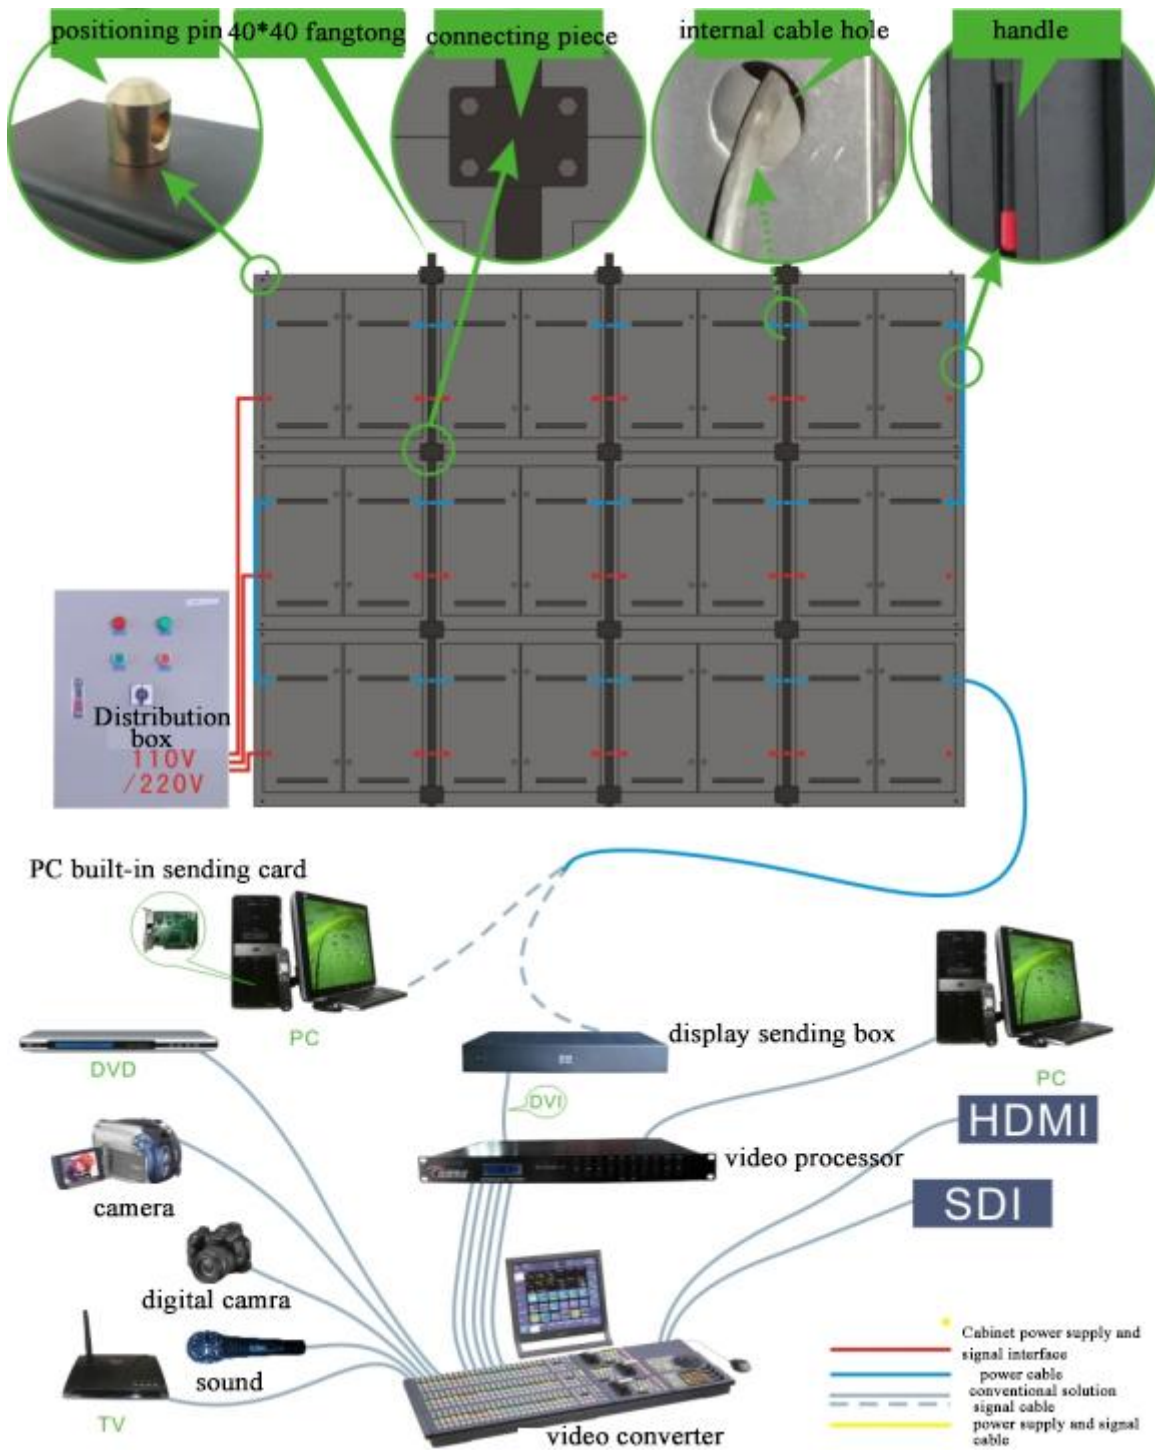 positioning pin
40*40 fangtong
connecting piece
internal cable hole
handle
Distribution
box
110V
/220V
PC built-in sending card
PC
display sending box
DVD
DVI
PC
HDMI
video processor
camera
SDI
digital camra
sound
TV
video converter
Cabinet power supply and
signal interface
power cable
conventional solution
signal cable
power supply and signal
cable